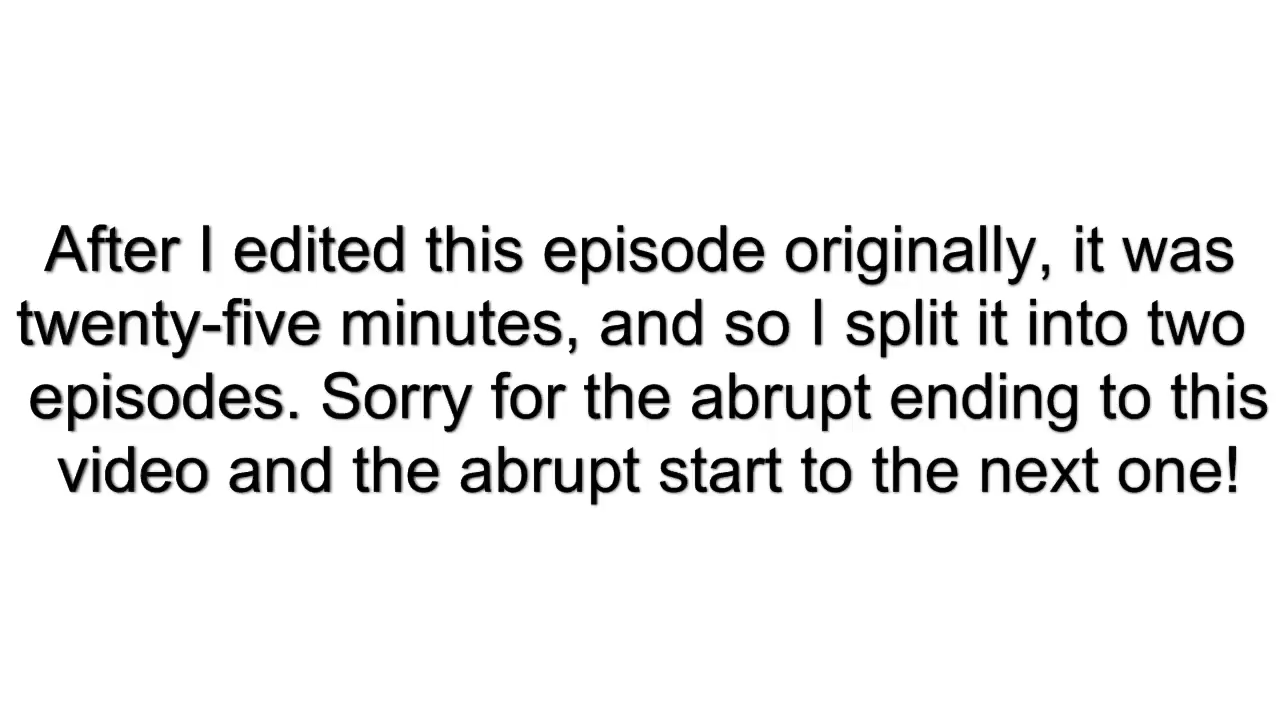 After I edited this episode originally, it was
twenty-five minutes, and so I split it into two
episodes. Sorry for the abrupt ending to this
video and the abrupt start to the next one!